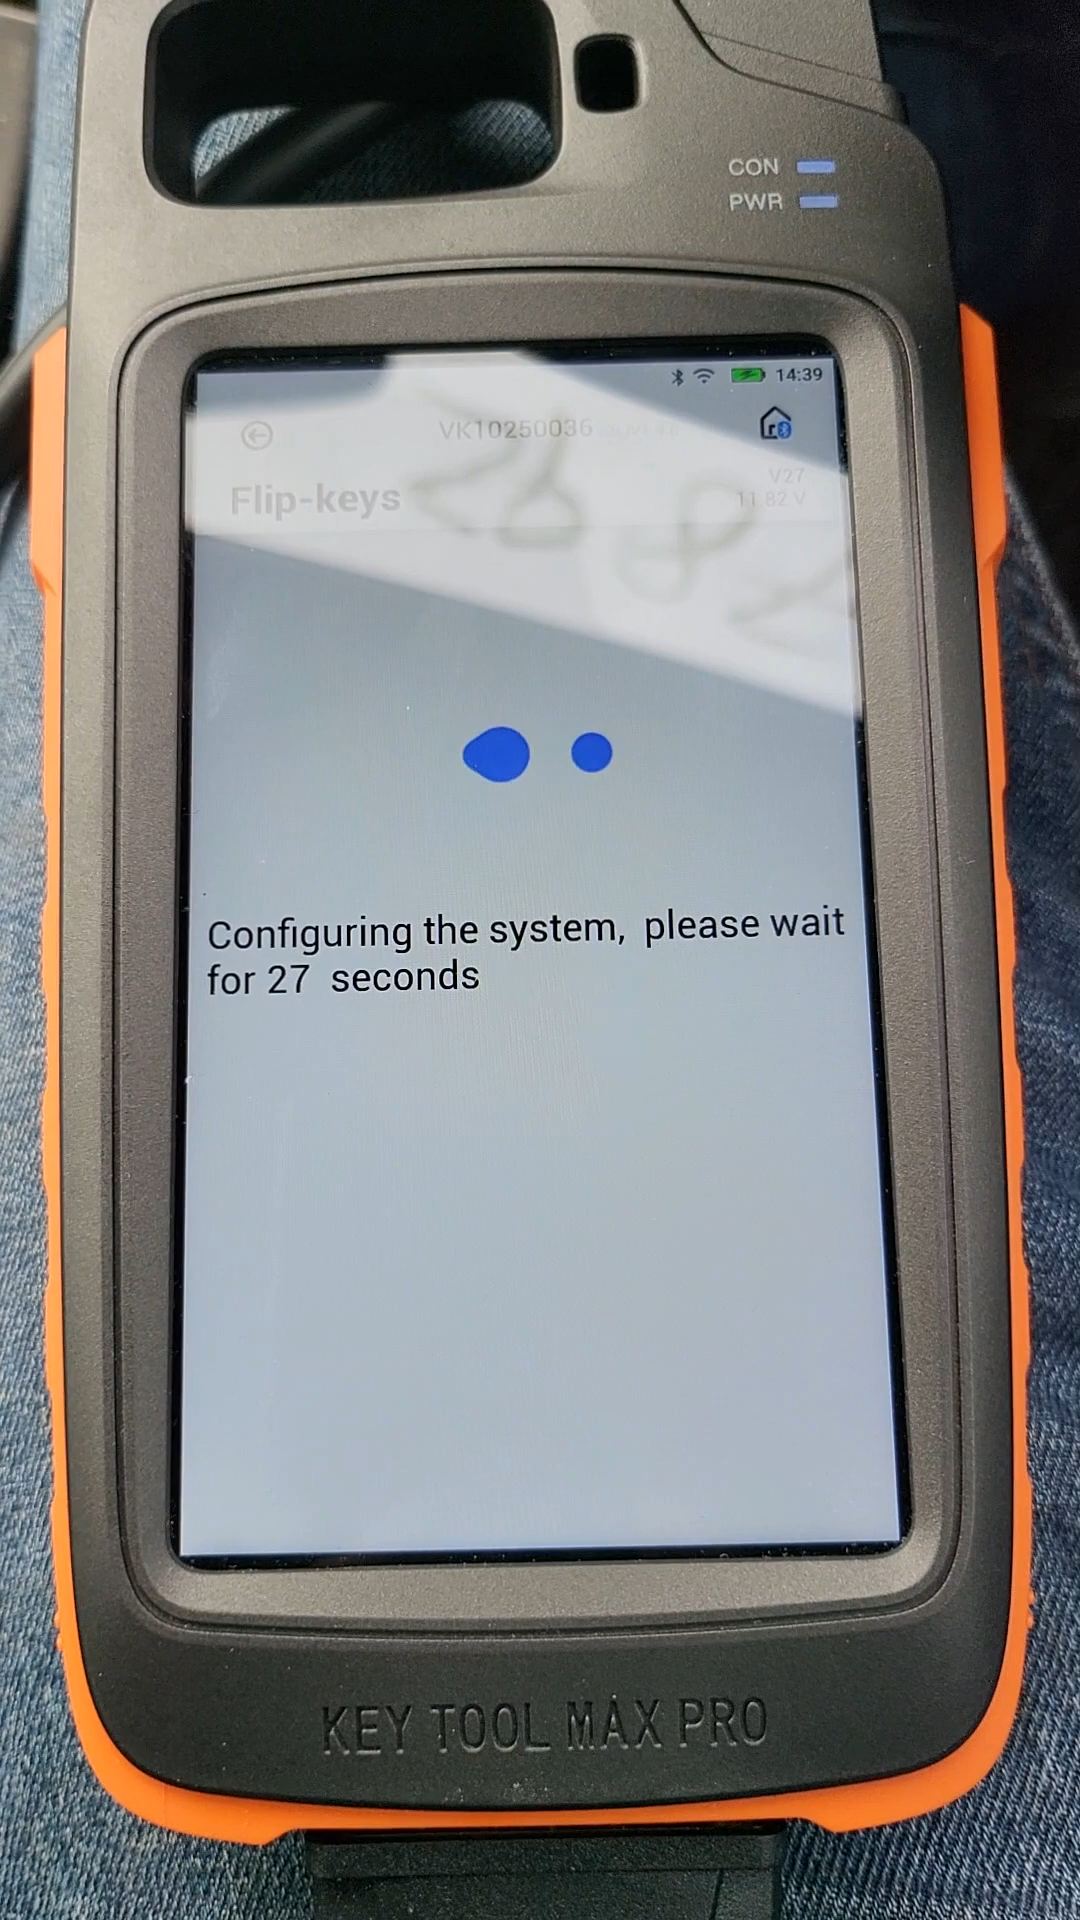 CON
PWR
14:39
VK10250036
V27
11.82 V
Flip-keys
Configuring the system, please wait
for 27 seconds
KEY TOOL MAX PRO